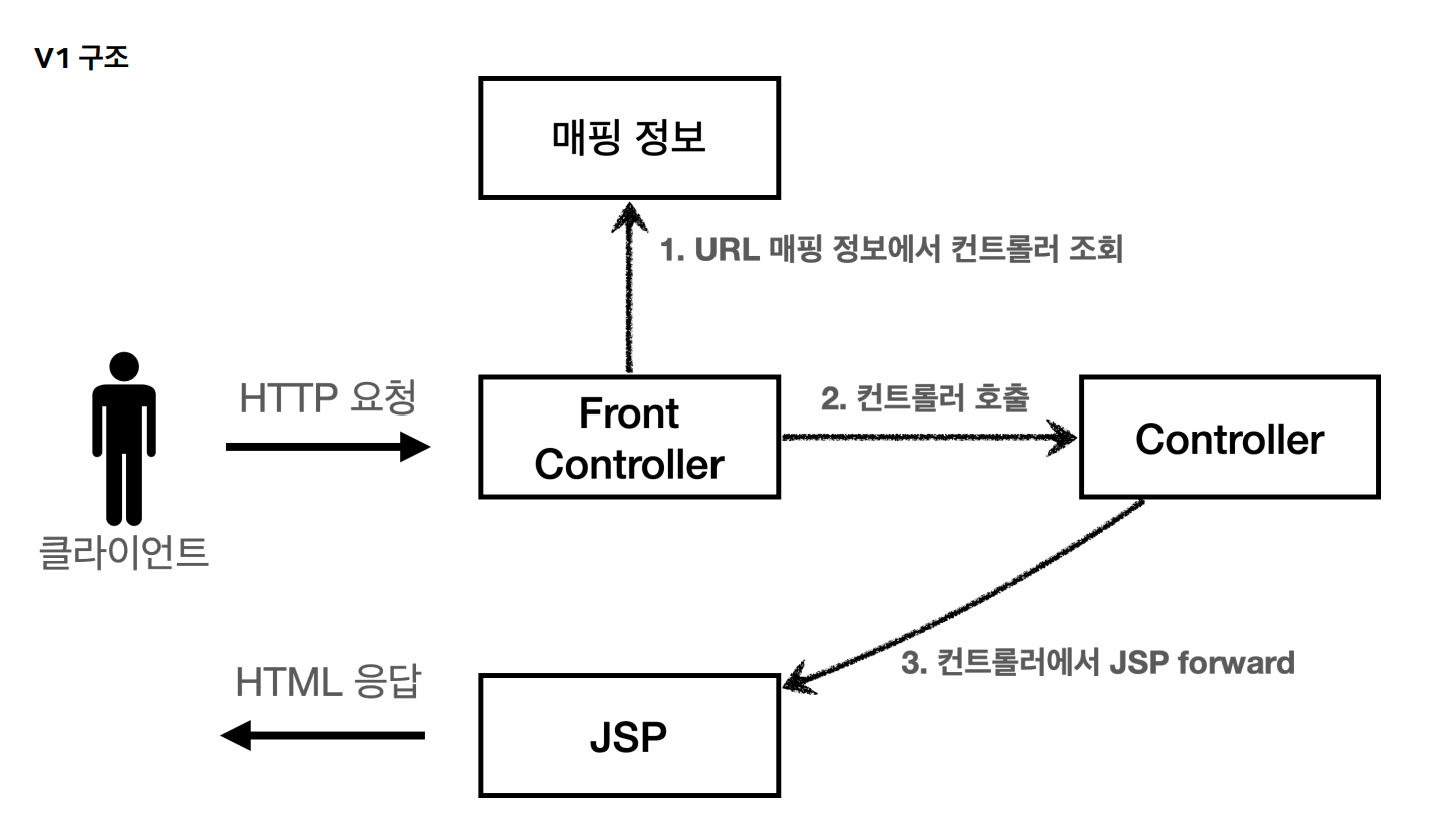 V1 구조
매핑 정보
1. URL 매핑 정보에서 컨트롤러 조회
HTTP 요청
Front
Controller
2. 컨트롤러 호출
Controller
클라이언트
3. 컨트롤러에서 JSP forward
HTML 응답
JSP